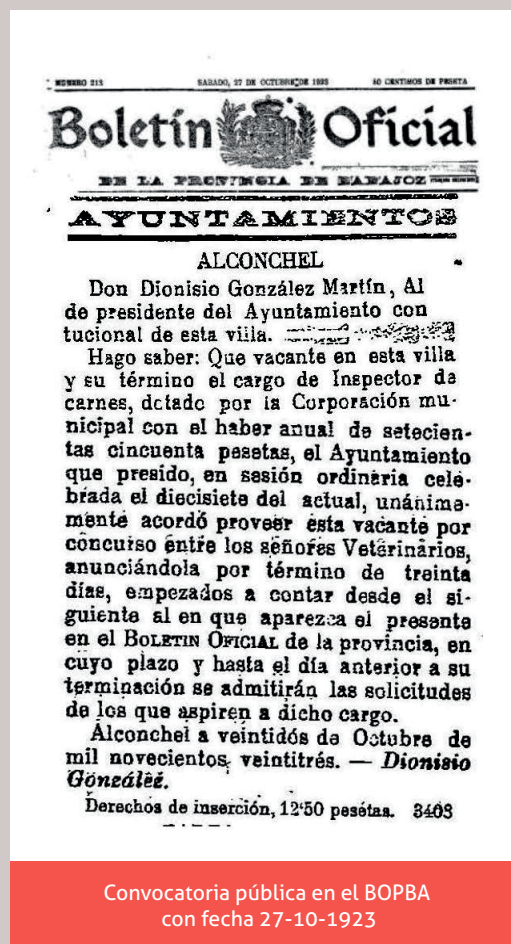 NUMERO 213 SABADO, 27 DE OCTUBRE DE 1923 50 CENTIMOS DE PESETA
Boletín Oficial
DE LA PROVINCIA DE BADAJOZ
AYUNTAMIENTOS
ALCONCHEL
Don Dionisio González Martín, Al
de presidente del Ayuntamiento con
tucional de esta villa.
Hago saber: Que vacante en esta villa
y su término el cargo de Inspector de
carnes, dotado por la Corporación mu-
nicipal con el haber anual de setecien-
tas cincuenta pesetas, el Ayuntamiento
que presido, en sesión ordinaria cele-
brada el diecisiete del actual, unánime-
mente acordó proveer esta vacante por
concurso entre los señores Veterinarios,
anunciándola por término de treinta
días, empezados a contar desde el si-
guiente al en que aparezca el presente
en el BOLETIN OFICIAL de la provincia, en
cuyo plazo y hasta el día anterior a su
terminación se admitirán las solicitudes
de los que aspiren a dicho cargo.
Alconchel a veintidós de Octubre de
mil novecientos veintitrés. — Dionisio
González.
Derechos de inserción, 12'50 pesetas. 3403
Convocatoria pública en el BOPBA
con fecha 27-10-1923